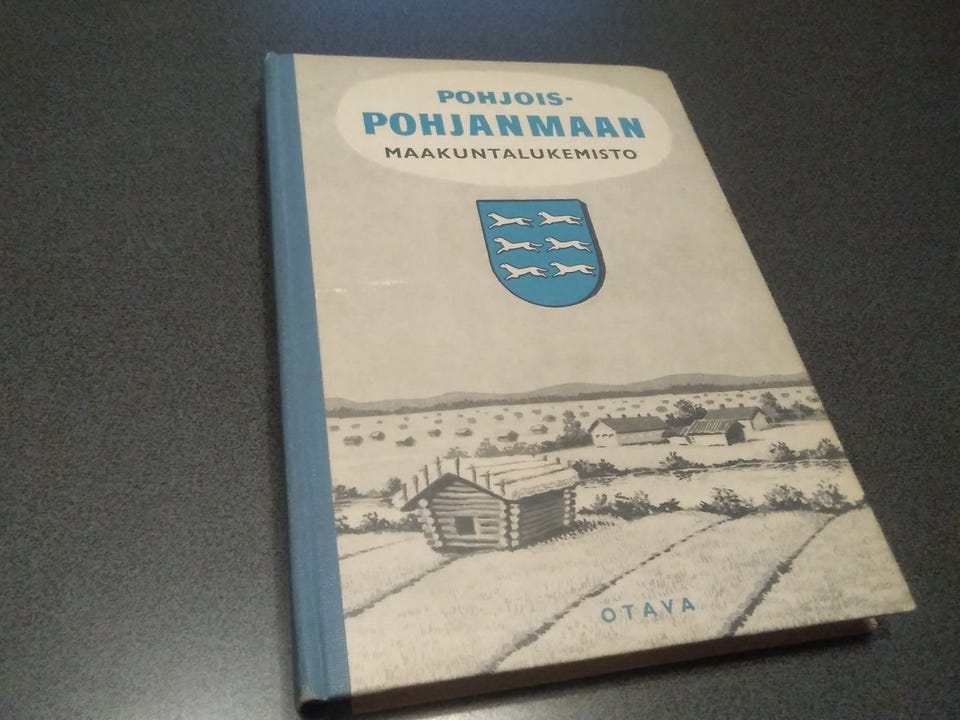 POHJOIS-
POHJANMAAN
MAAKUNTALUKEMISTO
OTAVA